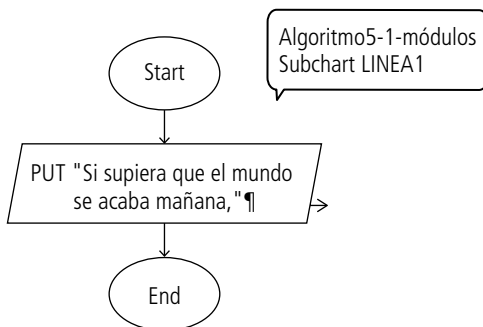 Algoritmo5-1-módulos
Subchart LINEA1
Start
PUT "Si supiera que el mundo
se acaba mañana,"¶
End